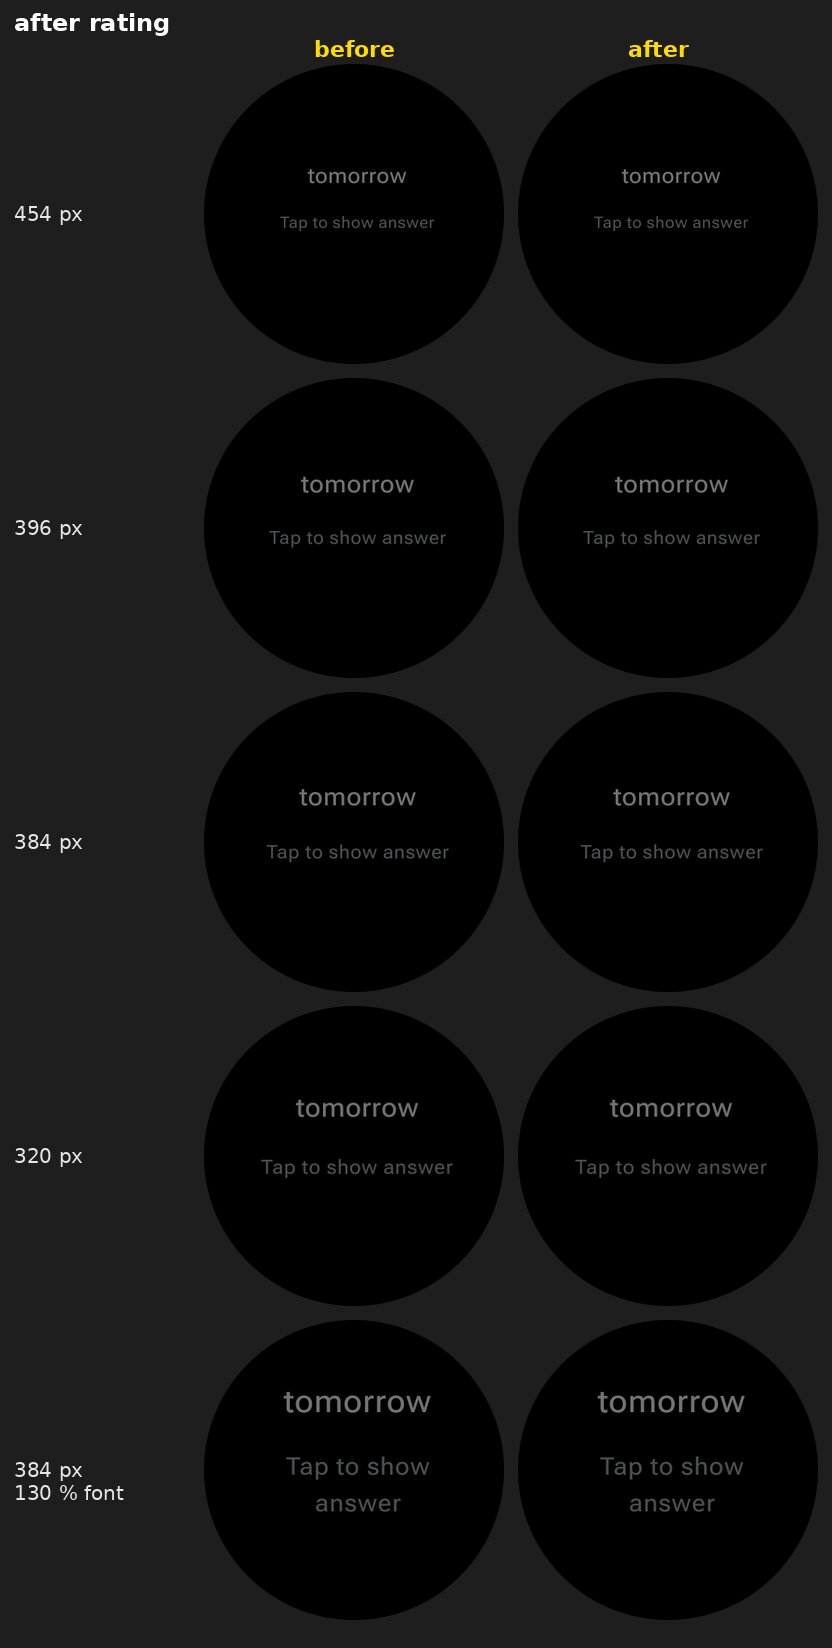 after rating
before after
tomorrow tomorrow
454 px
Tap to show answer Tap to show answer
tomorrow tomorrow
396 px
Tap to show answer Tap to show answer
tomorrow tomorrow
384 px
Tap to show answer Tap to show answer
tomorrow tomorrow
320 px
Tap to show answer Tap to show answer
tomorrow tomorrow
384 px Tap to show Tap to show
130 % font answer answer